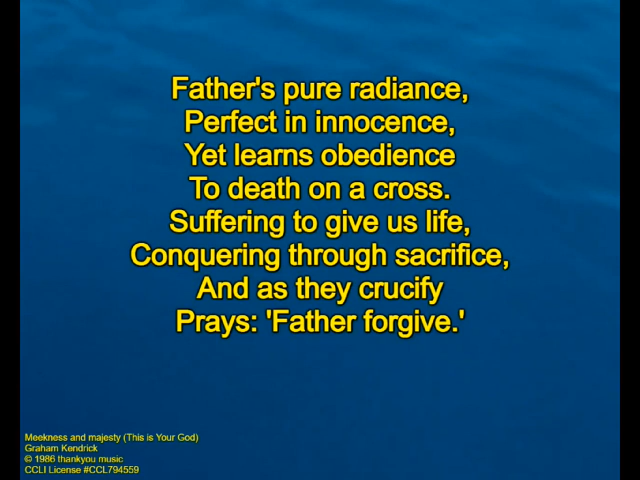 Father's pure radiance,
Perfect in innocence,
Yet learns obedience
To death on a cross.
Suffering to give us life,
Conquering through sacrifice,
And as they crucify
Prays: 'Father forgive.'
Meekness and majesty (This is Your God)
Graham Kendrick
© 1986 thankyou music
CCLI License #CCL794559